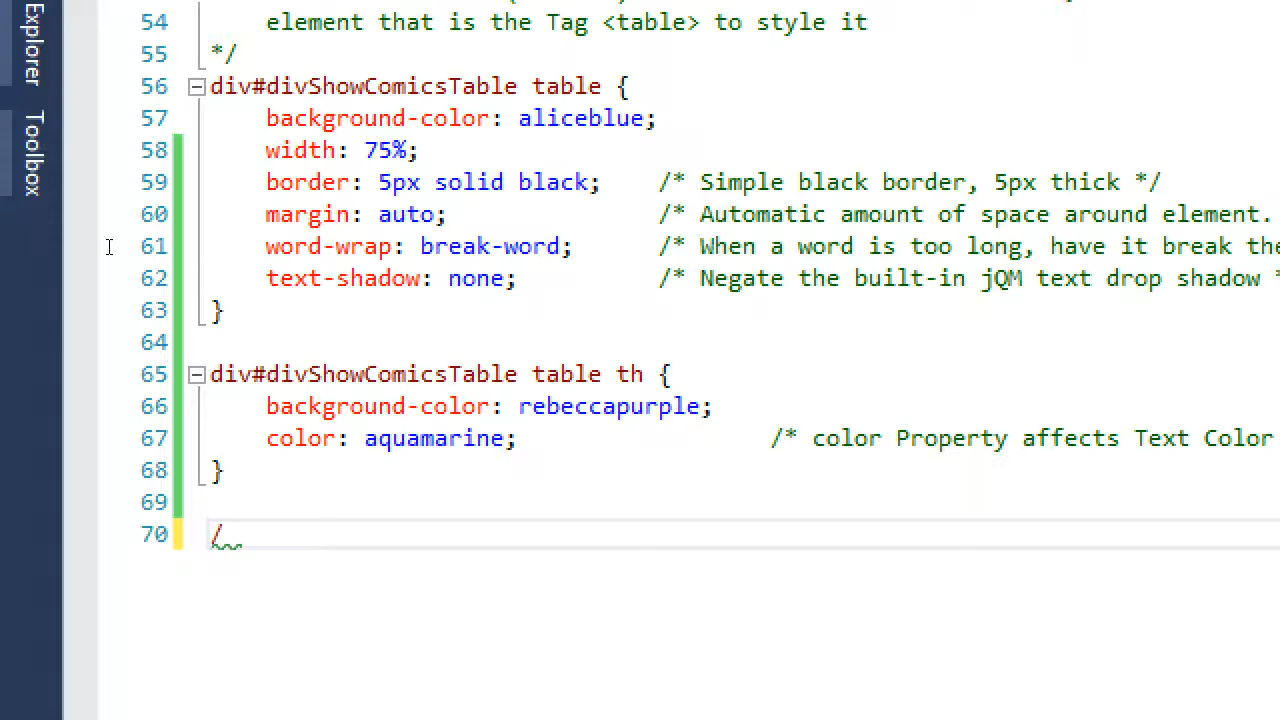 Explorer
Toolbox
54 element that is the Tag <table> to style it
55 */
56 div#divShowComicsTable table {
57 background-color: aliceblue;
58 width: 75%;
59 border: 5px solid black; /* Simple black border, 5px thick */
60 margin: auto; /* Automatic amount of space around element.
61 word-wrap: break-word; /* When a word is too long, have it break the
62 text-shadow: none; /* Negate the built-in jQM text drop shadow *
63 }
64
65 div#divShowComicsTable table th {
66 background-color: rebeccapurple;
67 color: aquamarine; /* color Property affects Text Color
68 }
69
70 /